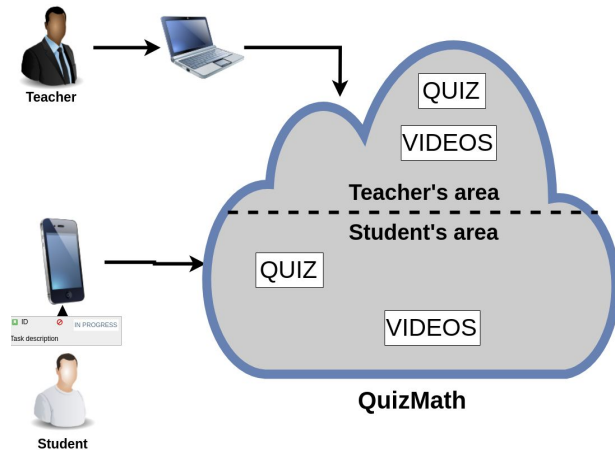 Teacher
QUIZ
VIDEOS
Teacher's area
Student's area
QUIZ
VIDEOS
ID
IN PROGRESS
Task description
Student
QuizMath